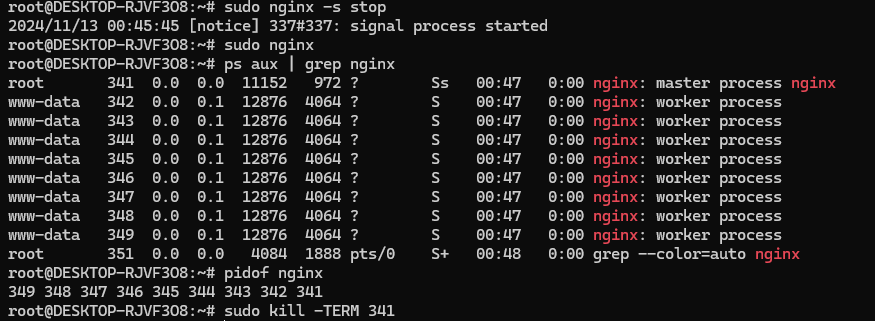 root@DESKTOP-RJVF3O8:~# sudo nginx -s stop
2024/11/13 00:45:45 [notice] 337#337: signal process started
root@DESKTOP-RJVF3O8:~# sudo nginx
root@DESKTOP-RJVF3O8:~# ps aux | grep nginx
root       341  0.0  0.0  11152   972 ?        Ss   00:47   0:00 nginx: master process nginx
www-data   342  0.0  0.1  12876  4064 ?        S    00:47   0:00 nginx: worker process
www-data   343  0.0  0.1  12876  4064 ?        S    00:47   0:00 nginx: worker process
www-data   344  0.0  0.1  12876  4064 ?        S    00:47   0:00 nginx: worker process
www-data   345  0.0  0.1  12876  4064 ?        S    00:47   0:00 nginx: worker process
www-data   346  0.0  0.1  12876  4064 ?        S    00:47   0:00 nginx: worker process
www-data   347  0.0  0.1  12876  4064 ?        S    00:47   0:00 nginx: worker process
www-data   348  0.0  0.1  12876  4064 ?        S    00:47   0:00 nginx: worker process
www-data   349  0.0  0.1  12876  4064 ?        S    00:47   0:00 nginx: worker process
root       351  0.0  0.0   4084  1888 pts/0    S+   00:48   0:00 grep --color=auto nginx
root@DESKTOP-RJVF3O8:~# pidof nginx
349 348 347 346 345 344 343 342 341
root@DESKTOP-RJVF3O8:~# sudo kill -TERM 341